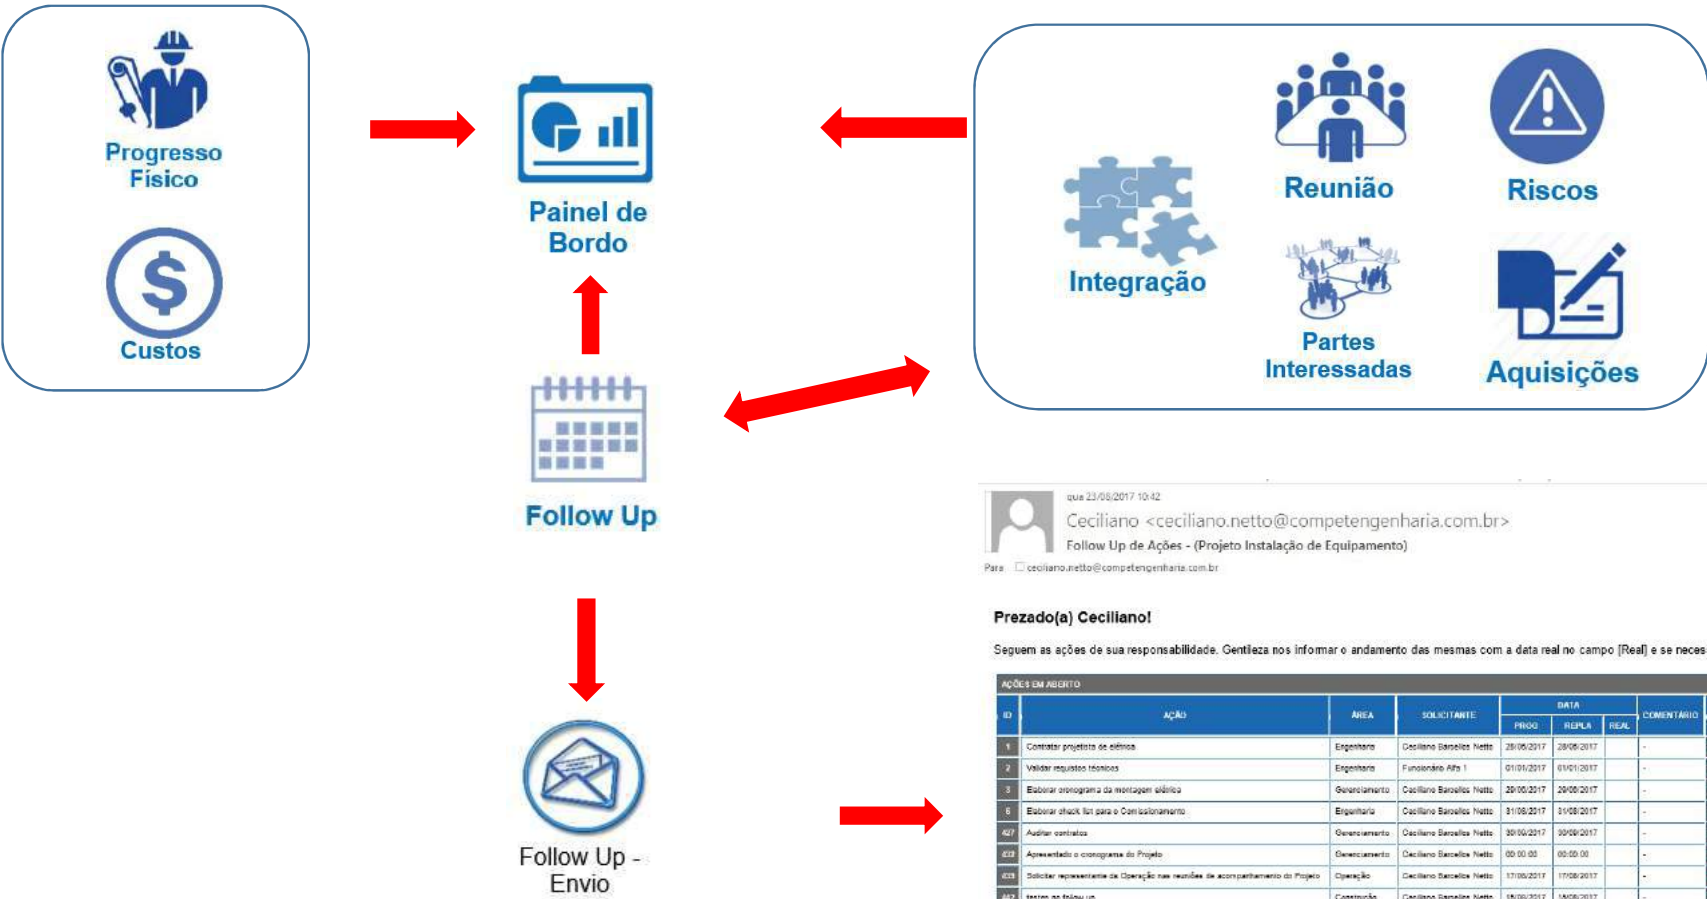 Progresso
Físico
Custos
Painel de
Bordo
Follow Up
Follow Up -
Envio
Reunião
Riscos
Integração
Partes
Interessadas
Aquisições
qua 23/08/2017 10:42
Ceciliano <ceciliano.netto@competengenharia.com.br>
Follow Up de Ações - (Projeto Instalação de Equipamento)
Para ceciliano.netto@competengenharia.com.br
Prezado(a) Ceciliano!
Seguem as ações de sua responsabilidade. Gentileza nos informar o andamento das mesmas com a data real no campo [Real] e se neces
AÇÕES EM ABERTO
ID AÇÃO ÁREA SOLICITANTE DATA COMENTÁRIO
PROG REPLA REAL
1 Contratar projetista de elétrica Engenharia Ceciliano Barcellos Netto 28/06/2017 28/06/2017 -
2 Validar requisitos técnicos Engenharia Funcionário Alfa 1 01/01/2017 01/01/2017 -
3 Elaborar cronograma da montagem elétrica Gerenciamento Ceciliano Barcellos Netto -
6 Elaborar check list para o Comissionamento Engenharia Ceciliano Barcellos Netto 31/08/2017 31/08/2017 -
427 Auditar contratos Gerenciamento Ceciliano Barcellos Netto 30/09/2017 30/09/2017 -
Apresentado o cronograma do Projeto Gerenciamento Ceciliano Barcellos Netto 00:00:00 00:00:00 -
Solicitar representante da Operação nas reuniões de acompanhamento do Projeto Operação Ceciliano Barcellos Netto 17/08/2017 17/08/2017 -
follow up Construção Ceciliano Barcellos Netto